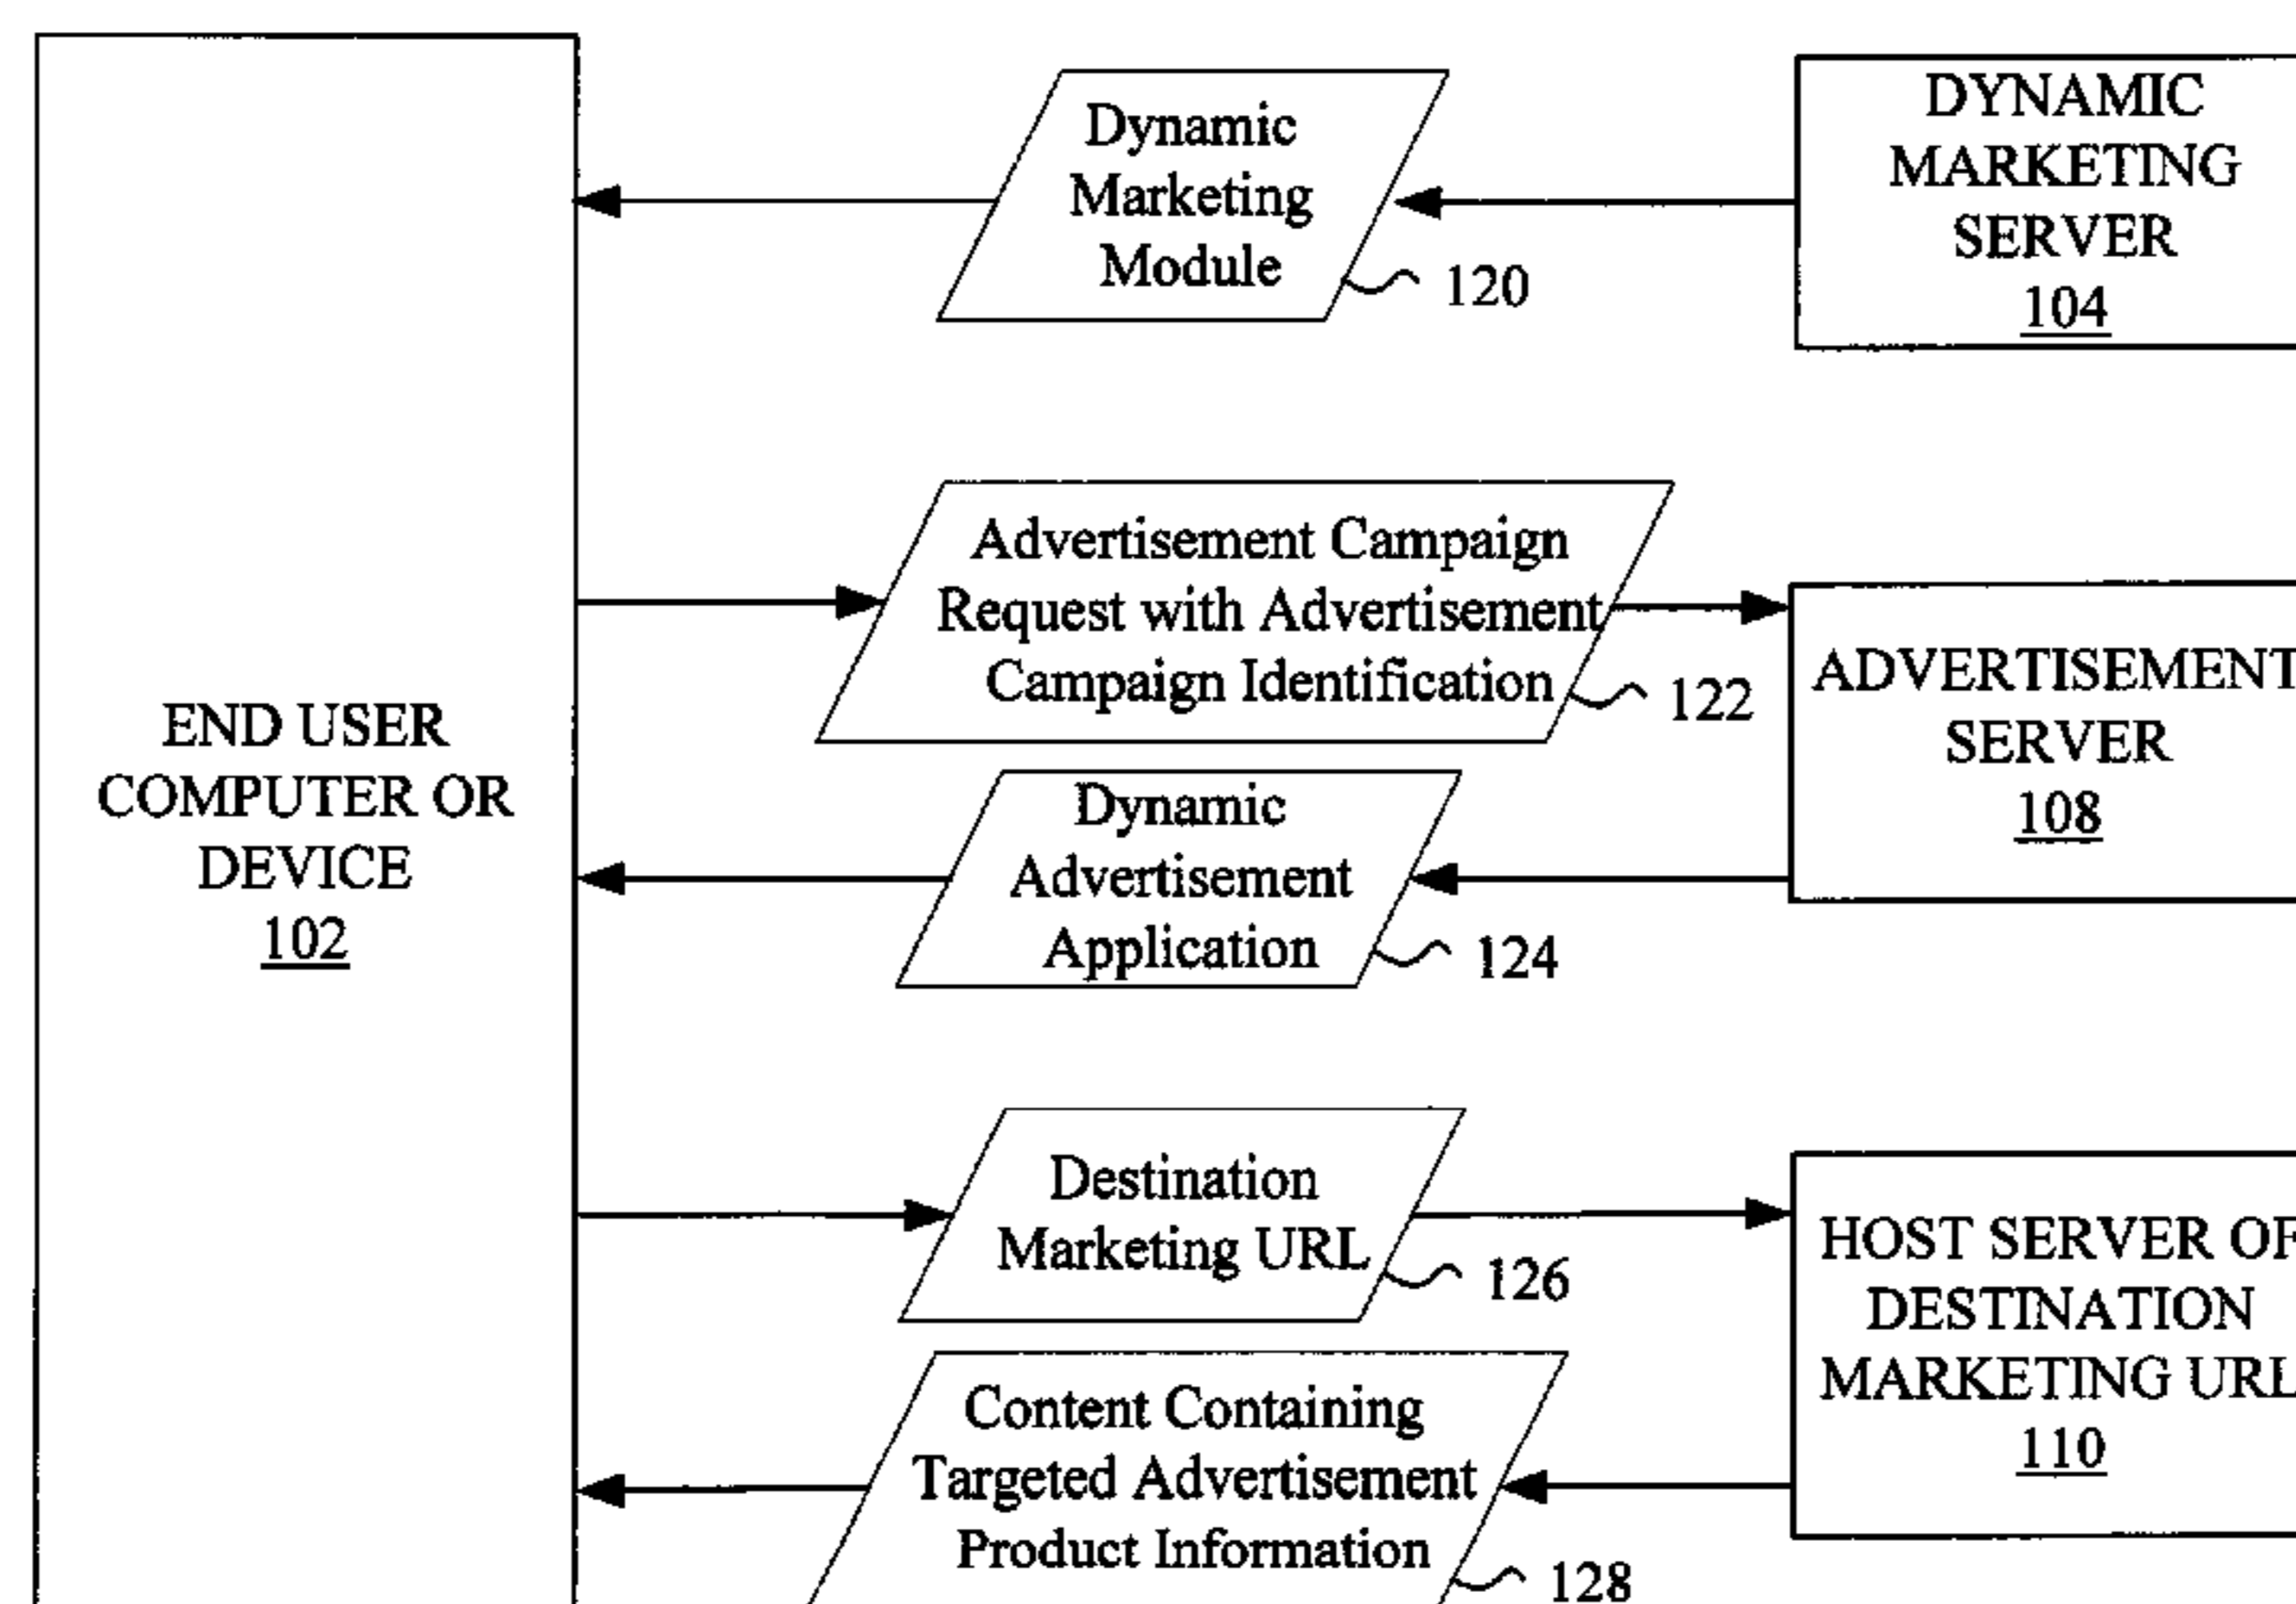 END USER
COMPUTER OR
DEVICE
102
Dynamic
Marketing
Module
120
DYNAMIC
MARKETING
SERVER
104
Advertisement Campaign
Request with Advertisement
Campaign Identification
122
Dynamic
Advertisement
Application
124
ADVERTISEMENT
SERVER
108
Destination
Marketing URL
126
Content Containing
Targeted Advertisement
Product Information
128
HOST SERVER OF
DESTINATION
MARKETING URL
110